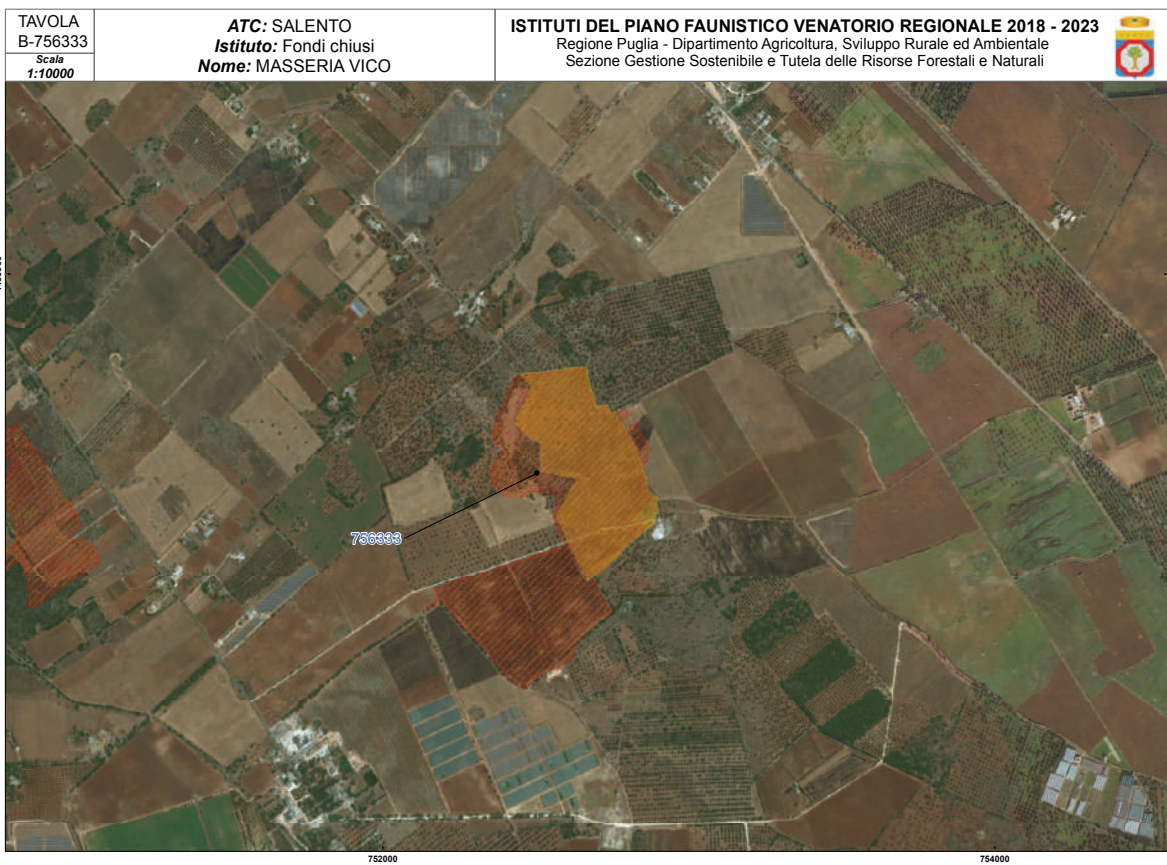 TAVOLA
B-756333
Scala
1:10000
ATC: SALENTO
Istituto: Fondi chiusi
Nome: MASSERIA VICO
ISTITUTI DEL PIANO FAUNISTICO VENATORIO REGIONALE 2018 - 2023
Regione Puglia - Dipartimento Agricoltura, Sviluppo Rurale ed Ambientale
Sezione Gestione Sostenibile e Tutela delle Risorse Forestali e Naturali
756333
752000
754000